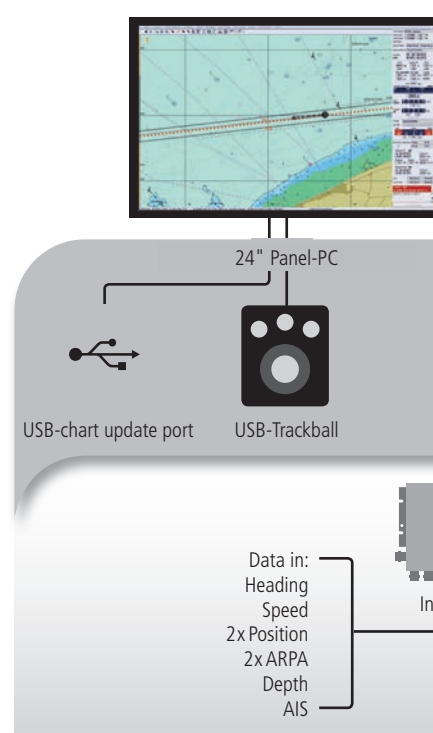 24" Panel-PC
USB-chart update port
USB-Trackball
In
Data in:
Heading
Speed
2x Position
2x ARPA
Depth
AIS